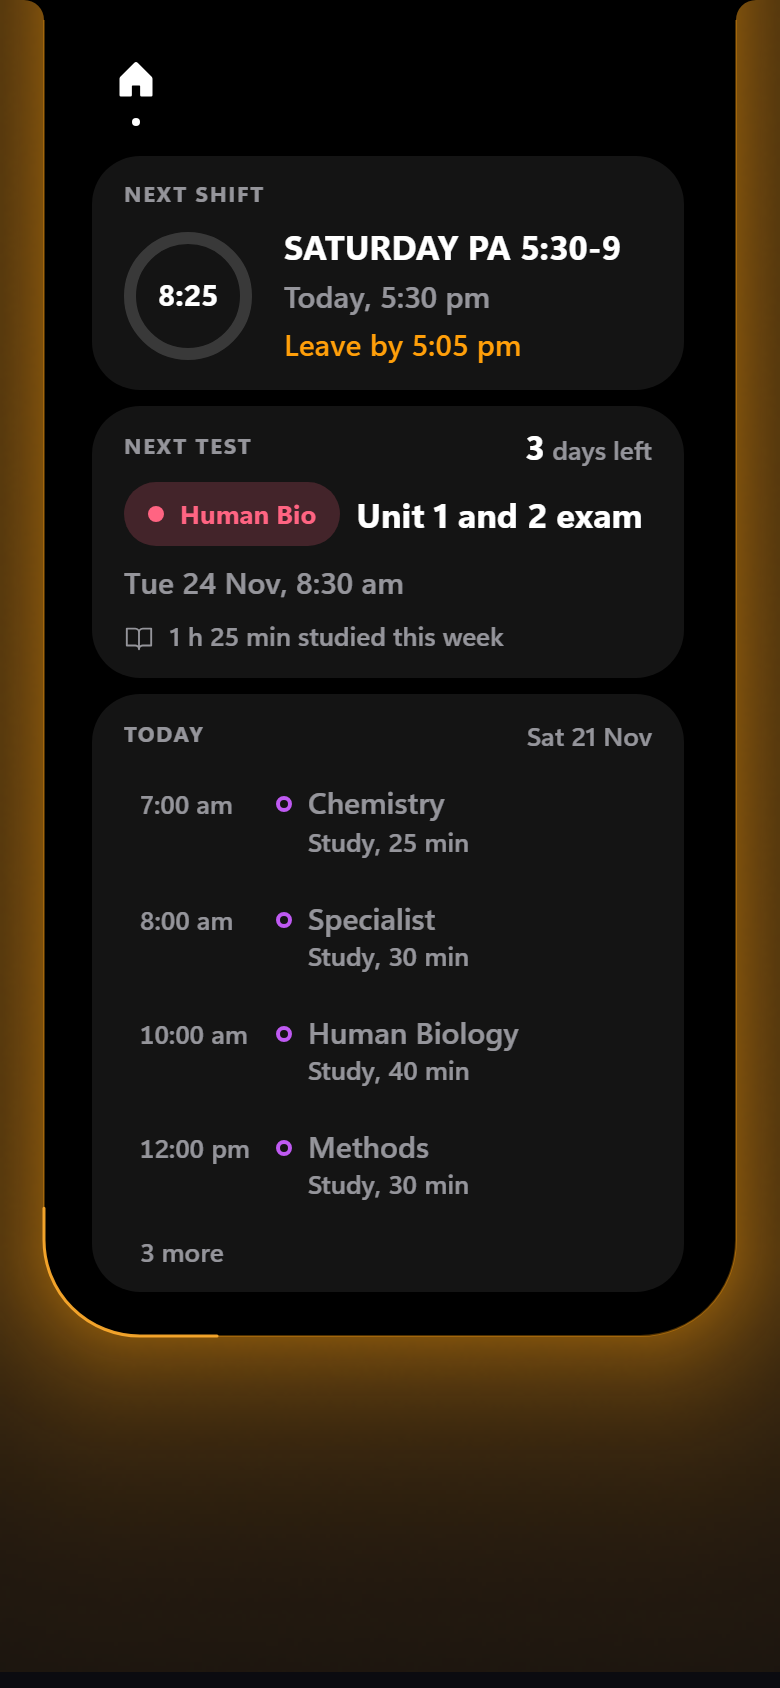 NEXT SHIFT
8:25
SATURDAY PA 5:30-9
Today, 5:30 pm
Leave by 5:05 pm
NEXT TEST
3 days left
Human Bio
Unit 1 and 2 exam
Tue 24 Nov, 8:30 am
1 h 25 min studied this week
TODAY
Sat 21 Nov
7:00 am
Chemistry
Study, 25 min
8:00 am
Specialist
Study, 30 min
10:00 am
Human Biology
Study, 40 min
12:00 pm
Methods
Study, 30 min
3 more